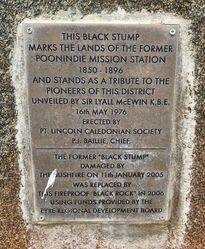 THIS BLACK STUMP
MARKS THE LANDS OF THE FORMER
POONINDIE MISSION STATION
1850 - 1896
AND STANDS AS A TRIBUTE TO THE
PIONEERS OF THIS DISTRICT
UNVEILED BY SIR LYALL McEWIN K.B.E.
16th MAY 1976
ERECTED BY
PT. LINCOLN CALEDONIAN SOCIETY
P.J. BAILLIE, CHIEF.
THE FORMER "BLACK STUMP"
DAMAGED BY
THE BUSHFIRE ON 11th JANUARY 2005
WAS REPLACED BY
THIS FIREPROOF "BLACK ROCK" IN 2006
USING FUNDS PROVIDED BY THE
EYRE REGIONAL DEVELOPMENT BOARD